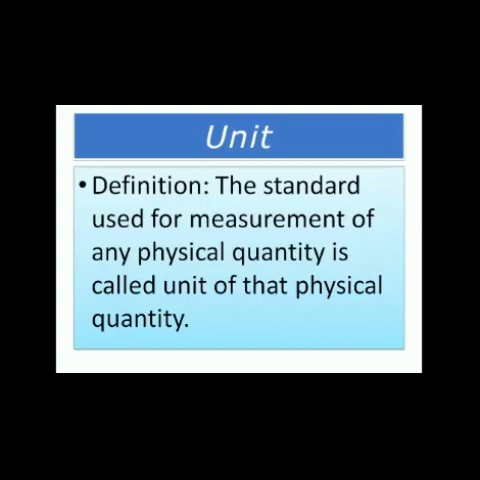 Unit
• Definition: The standard
used for measurement of
any physical quantity is
called unit of that physical
quantity.